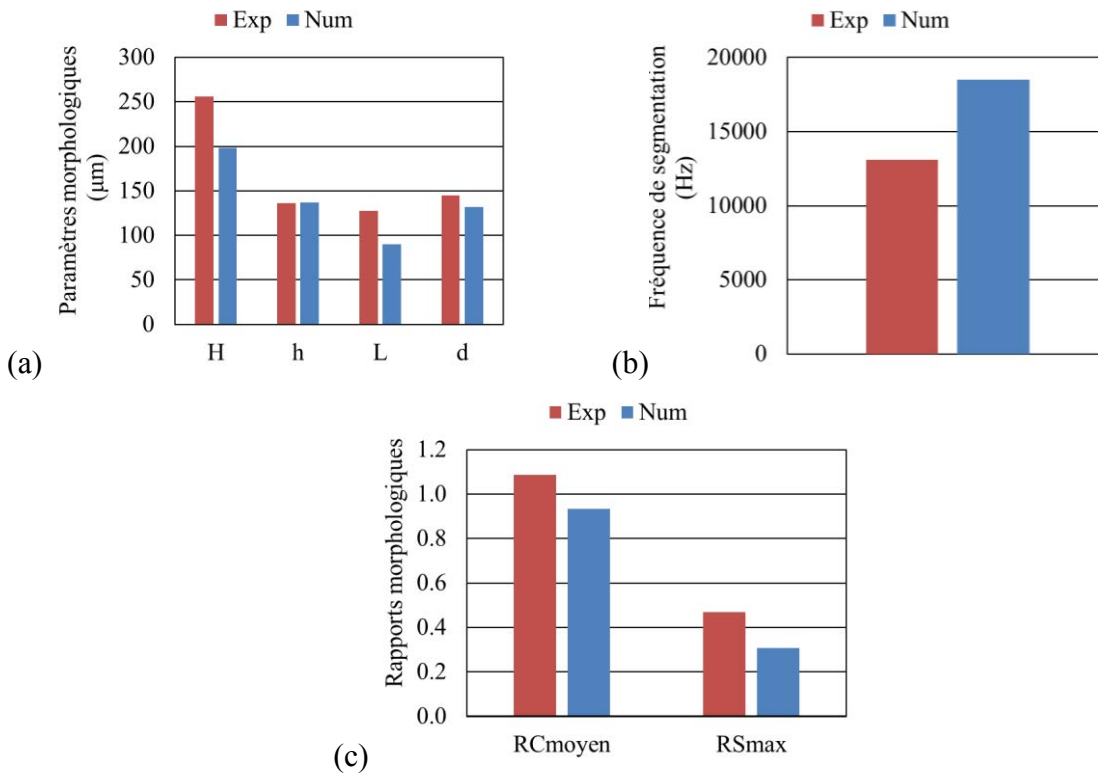 Exp Num
Paramètres morphologiques
(µm)
300
250
200
150
100
50
0
H h L d
(a)
Exp Num
Fréquence de segmentation
(Hz)
20000
15000
10000
5000
0
(b)
Exp Num
Rapports morphologiques
1.2
1.0
0.8
0.6
0.4
0.2
0.0
RCmoyen RSmax
(c)